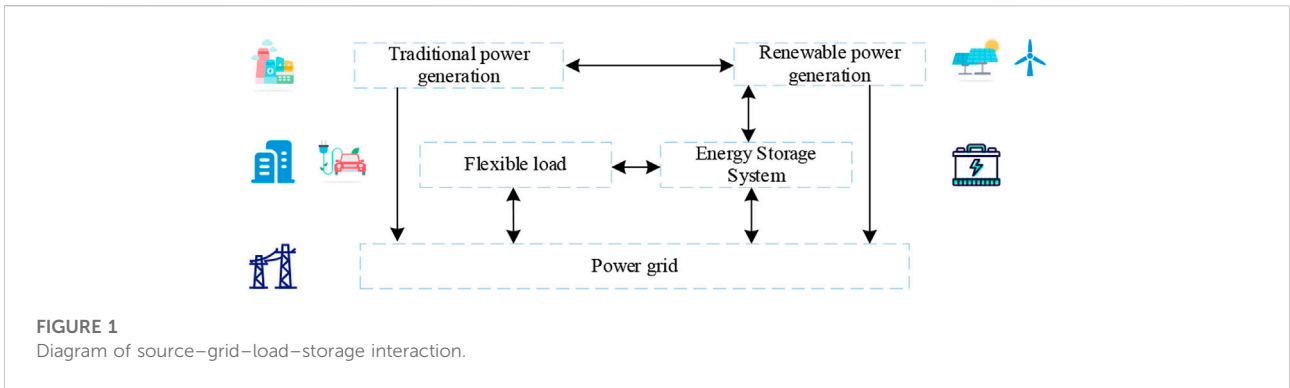 Traditional power
generation
Renewable power
generation
Flexible load
Energy Storage
System
Power grid
FIGURE 1
Diagram of source–grid–load–storage interaction.